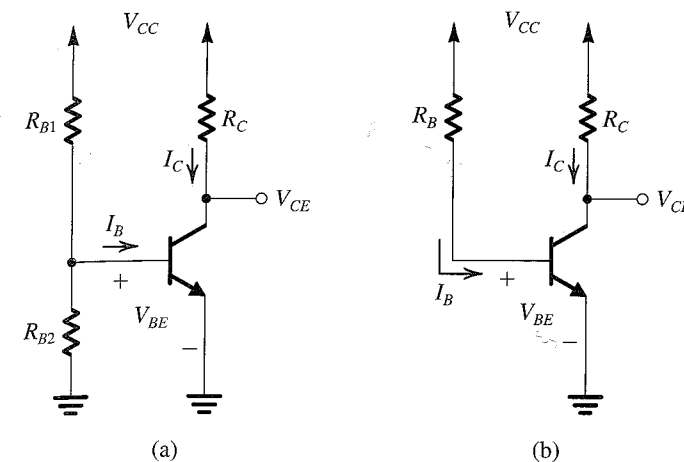 V_CC
V_CC
R_B1
R_C
R_B
R_C
I_C
I_C
V_CE
I_B
+
I_B
+
R_B2
V_BE
V_BE
−
−
(a)
(b)